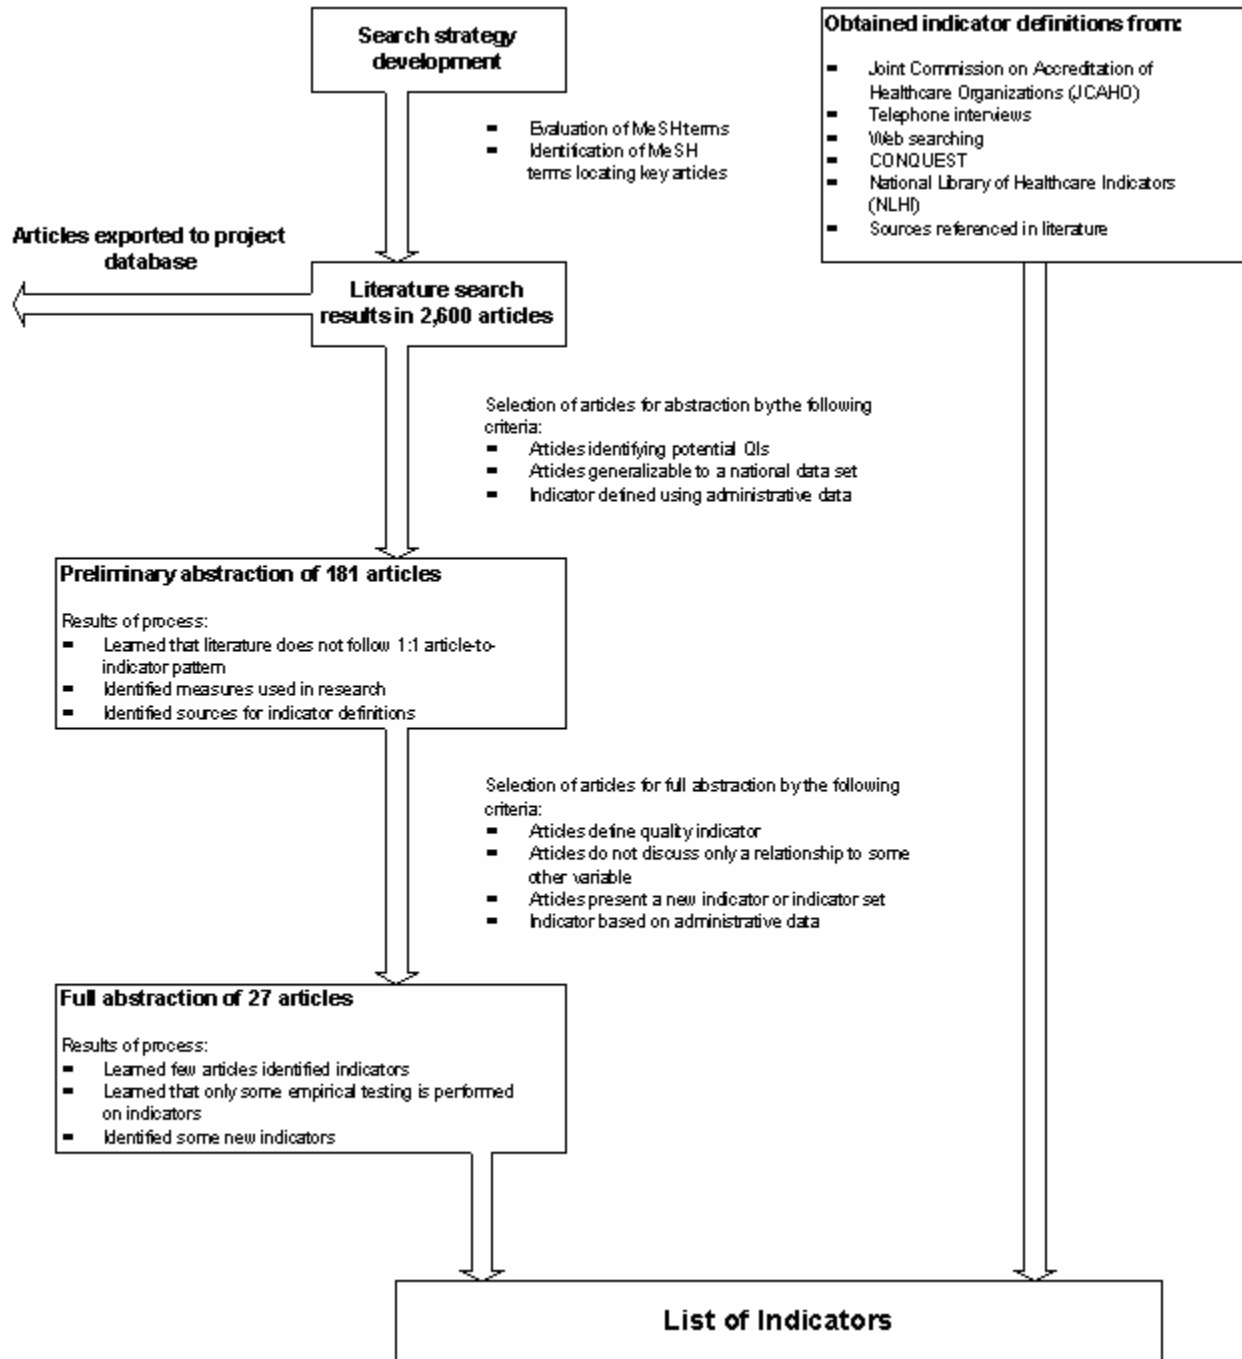 Search strategy
development
▪ Evaluation of MeSH terms
▪ Identification of MeSH
terms locating key articles
Articles exported to project
database
Literature search
results in 2,600 articles
Selection of articles for abstraction by the following
criteria:
▪ Articles identifying potential QIs
▪ Articles generalizable to a national data set
▪ Indicator defined using administrative data
Preliminary abstraction of 181 articles
Results of process:
▪ Learned that literature does not follow 1:1 article-to-
indicator pattern
▪ Identified measures used in research
▪ Identified sources for indicator definitions
Selection of articles for full abstraction by the following
criteria:
▪ Articles define quality indicator
▪ Articles do not discuss only a relationship to some
other variable
▪ Articles present a new indicator or indicator set
▪ Indicator based on administrative data
Full abstraction of 27 articles
Results of process:
▪ Learned few articles identified indicators
▪ Learned that only some empirical testing is performed
on indicators
▪ Identified some new indicators
Obtained indicator definitions from:
▪ Joint Commission on Accreditation of
Healthcare Organizations (JCAHO)
▪ Telephone interviews
▪ Web searching
▪ CONQUEST
▪ National Library of Healthcare Indicators
(NLHI)
▪ Sources referenced in literature
List of Indicators